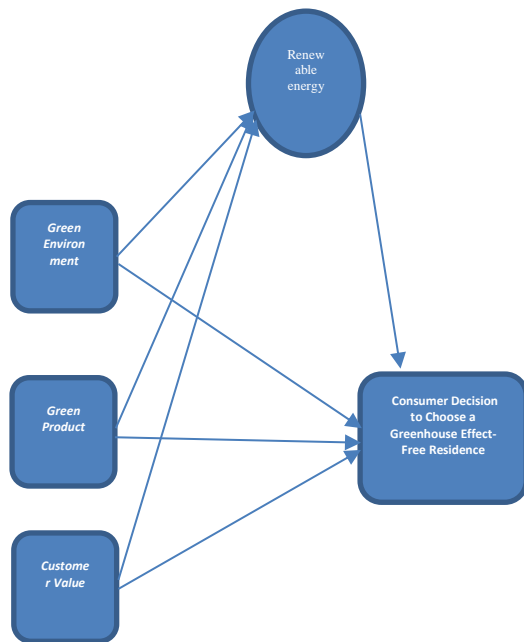 Renew
able
energy
Green
Environ
ment
Green
Product
Consumer Decision
to Choose a
Greenhouse Effect-
Free Residence
Custome
r Value